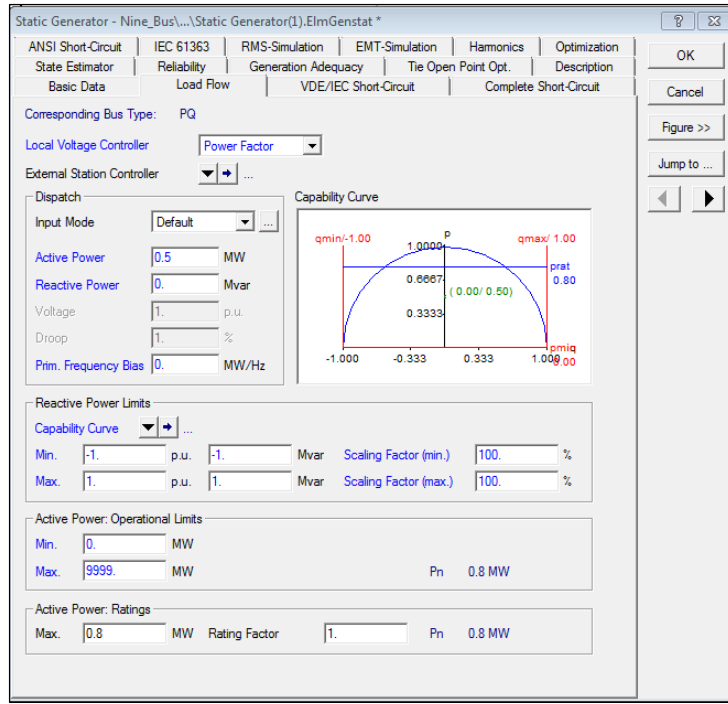 Static Generator - Nine_Bus\...\Static Generator(1).ElmGenstat *
ANSI Short-Circuit IEC 61363 RMS-Simulation EMT-Simulation Harmonics Optimization
State Estimator Reliability Generation Adequacy Tie Open Point Opt. Description
Basic Data Load Flow VDE/IEC Short-Circuit Complete Short-Circuit
OK
Cancel
Figure >>
Jump to ...
Corresponding Bus Type: PQ
Local Voltage Controller Power Factor
External Station Controller ...
Dispatch
Input Mode Default ...
Active Power 0.5 MW
Reactive Power 0. Mvar
Voltage 1. p.u.
Droop 1. %
Prim. Frequency Bias 0. MW/Hz
Capability Curve
qmin/-1.00 p qmax/ 1.00
1.0000
prat
0.6667 0.80
( 0.00/ 0.50)
0.3333
pmin
-1.000 -0.333 0.333 1.000 0.00
Reactive Power Limits
Capability Curve ...
Min. -1. p.u. -1. Mvar Scaling Factor (min.) 100. %
Max. 1. p.u. 1. Mvar Scaling Factor (max.) 100. %
Active Power: Operational Limits
Min. 0. MW
Max. 9999. MW Pn 0.8 MW
Active Power: Ratings
Max. 0.8 MW Rating Factor 1. Pn 0.8 MW